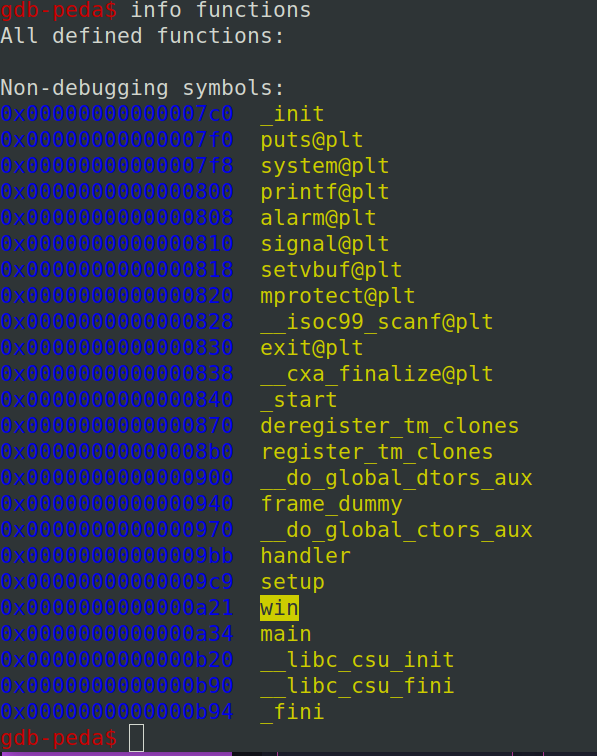 gdb-peda$ info functions
All defined functions:
Non-debugging symbols:
0x00000000000007c0  _init
0x00000000000007f0  puts@plt
0x00000000000007f8  system@plt
0x0000000000000800  printf@plt
0x0000000000000808  alarm@plt
0x0000000000000810  signal@plt
0x0000000000000818  setvbuf@plt
0x0000000000000820  mprotect@plt
0x0000000000000828  __isoc99_scanf@plt
0x0000000000000830  exit@plt
0x0000000000000838  __cxa_finalize@plt
0x0000000000000840  _start
0x0000000000000870  deregister_tm_clones
0x00000000000008b0  register_tm_clones
0x0000000000000900  __do_global_dtors_aux
0x0000000000000940  frame_dummy
0x0000000000000970  __do_global_ctors_aux
0x00000000000009bb  handler
0x00000000000009c9  setup
0x0000000000000a21  win
0x0000000000000a34  main
0x0000000000000b20  __libc_csu_init
0x0000000000000b90  __libc_csu_fini
0x0000000000000b94  _fini
gdb-peda$